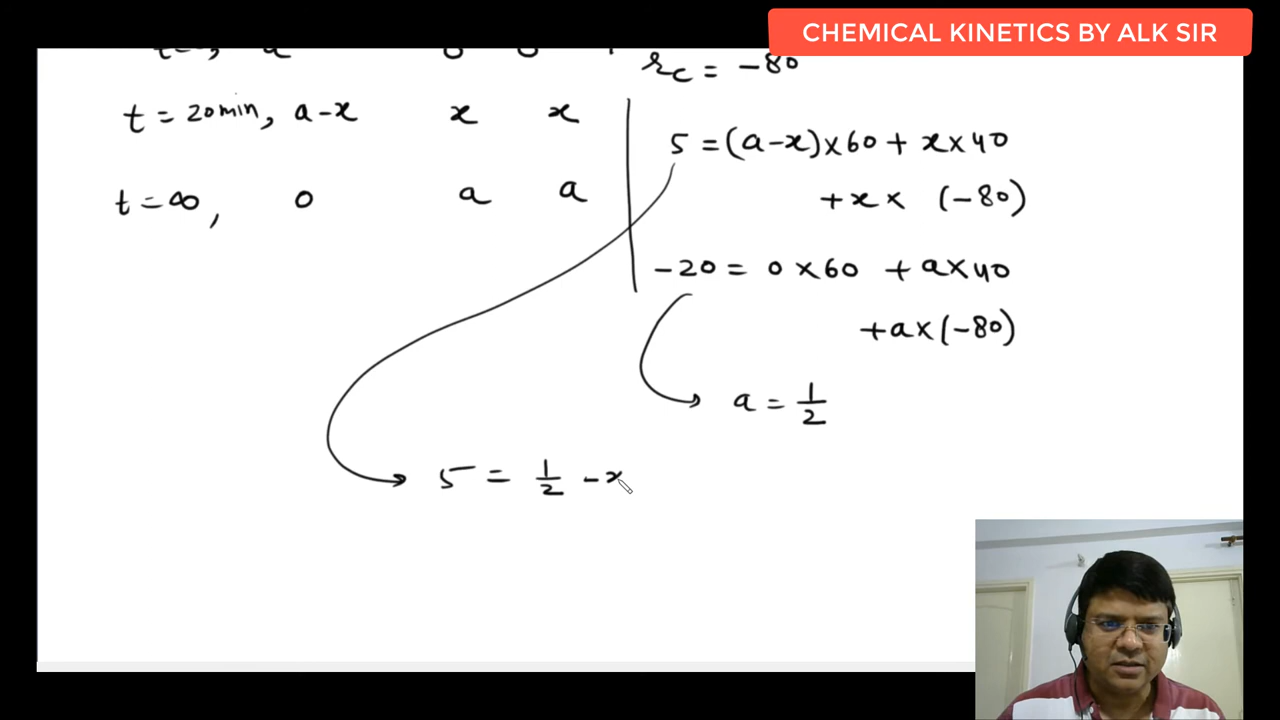 CHEMICAL KINETICS BY ALK SIR
r_C = -80
t = 20min, a-x x x
5 = (a-x)×60 + x×40
+ x × (-80)
t = ∞, 0 a a
-20 = 0 × 60 + a×40
+ a×(-80)
a = 1/2
5 = 1/2 - x